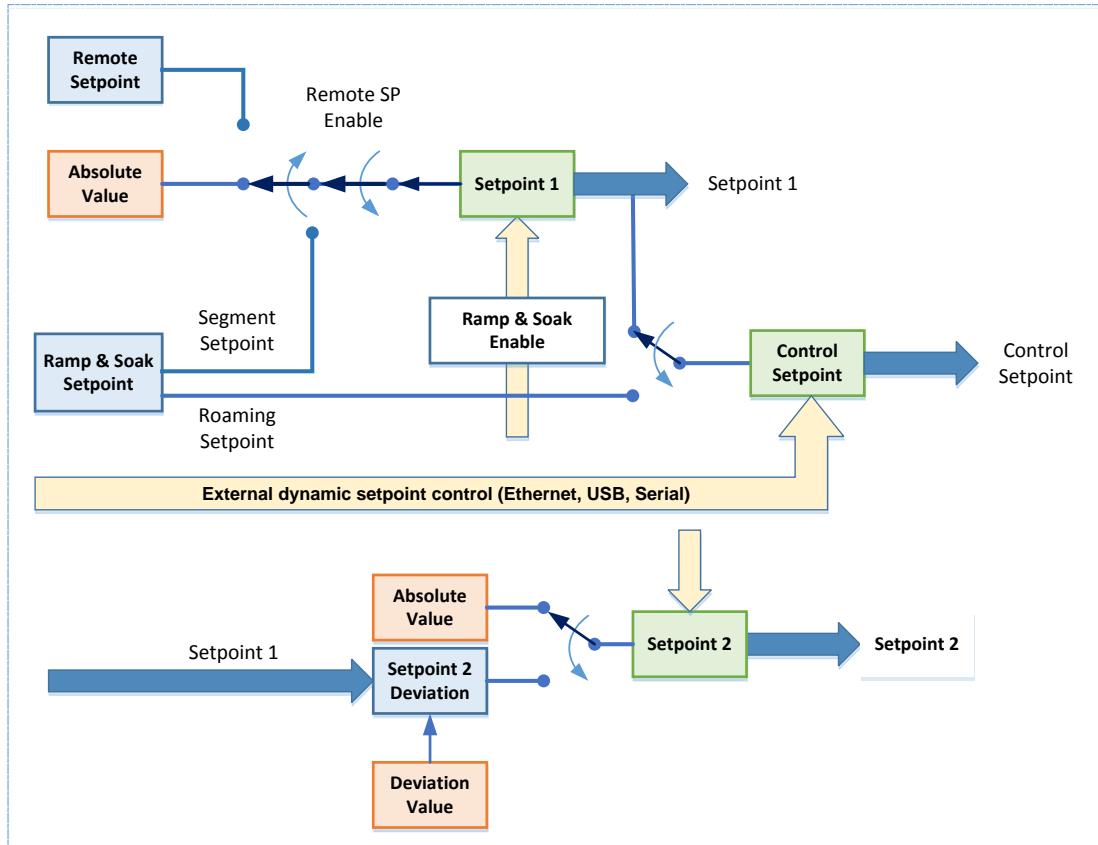 Remote
Setpoint
Remote SP
Enable
Absolute
Value
Setpoint 1
Setpoint 1
Segment
Setpoint
Ramp & Soak
Enable
Ramp & Soak
Setpoint
Control
Setpoint
Control
Setpoint
Roaming
Setpoint
External dynamic setpoint control (Ethernet, USB, Serial)
Absolute
Value
Setpoint 1
Setpoint 2
Deviation
Setpoint 2
Setpoint 2
Deviation
Value